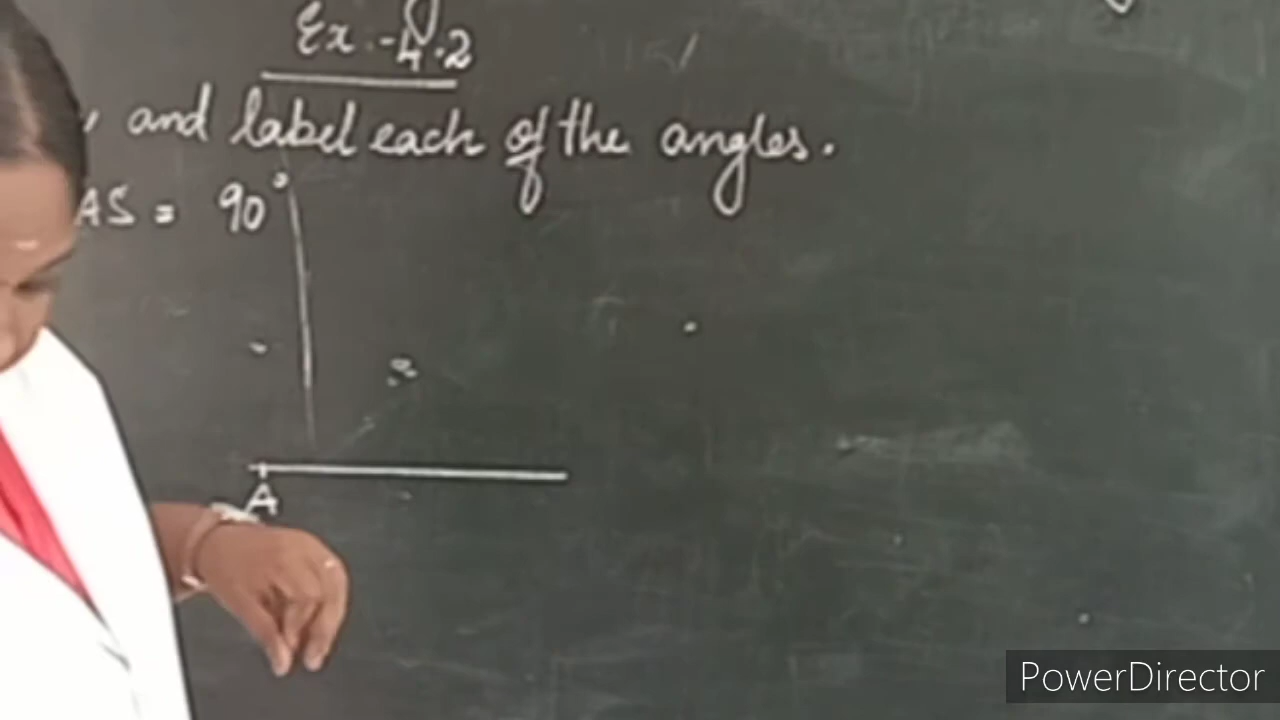 Ex.-4.2
, and label each of the angles.
AS = 90°
A
PowerDirector